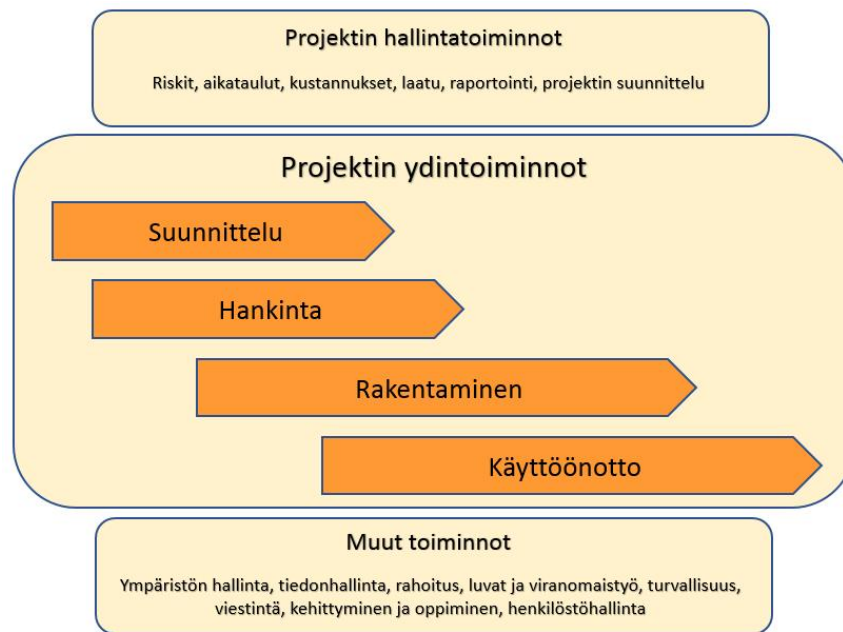 Projektin hallintatoiminnot
Riskit, aikataulut, kustannukset, laatu, raportointi, projektin suunnittelu
Projektin ydintoiminnot
Suunnittelu
Hankinta
Rakentaminen
Käyttöönotto
Muut toiminnot
Ympäristön hallinta, tiedonhallinta, rahoitus, luvat ja viranomaistyö, turvallisuus,
viestintä, kehittyminen ja oppiminen, henkilöstöhallinta